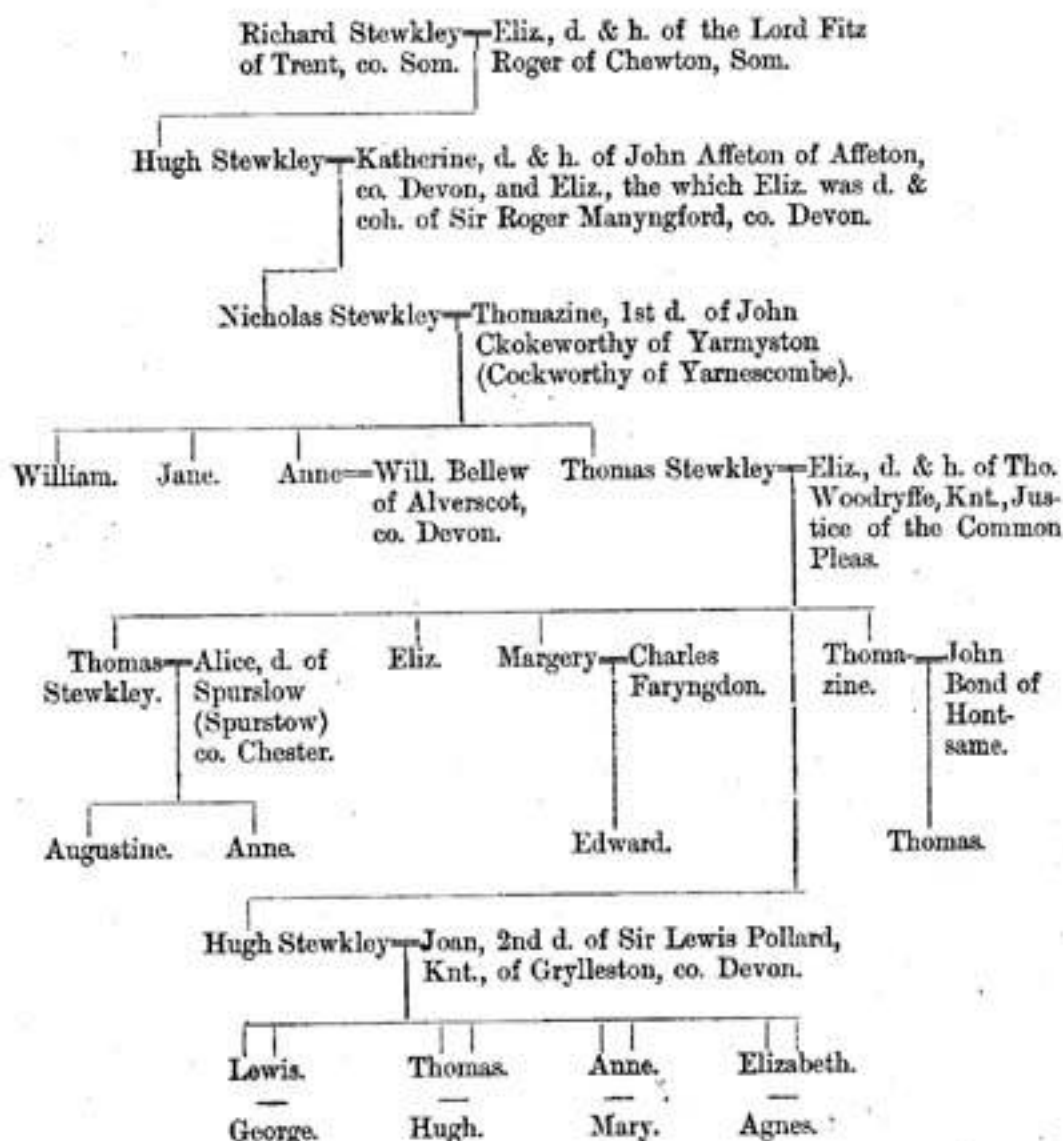 Richard Stewkley
of Trent, co. Som.
Eliz., d. & h. of the Lord Fitz
Roger of Chewton, Som.
Hugh Stewkley
Katherine, d. & h. of John Affeton of Affeton,
co. Devon, and Eliz., the which Eliz. was d. &
coh. of Sir Roger Manyngford, co. Devon.
Nicholas Stewkley
Thomazine, 1st d. of John
Ckokeworthy of Yarmyston
(Cockworthy of Yarnescombe).
William.
Jane.
Anne
Will. Bellew
of Alverscot,
co. Devon.
Thomas Stewkley
Eliz., d. & h. of Tho.
Woodryffe, Knt., Jus-
tice of the Common
Pleas.
Thomas
Stewkley.
Alice, d. of
Spurslow
(Spurstow)
co. Chester.
Eliz.
Margery
Charles
Faryngdon.
Thoma-
zine.
John
Bond of
Hont-
same.
Augustine.
Anne.
Edward.
Thomas.
Hugh Stewkley
Joan, 2nd d. of Sir Lewis Pollard,
Knt., of Grylleston, co. Devon.
Lewis.
Thomas.
Anne.
Elizabeth.
George.
Hugh.
Mary.
Agnes.